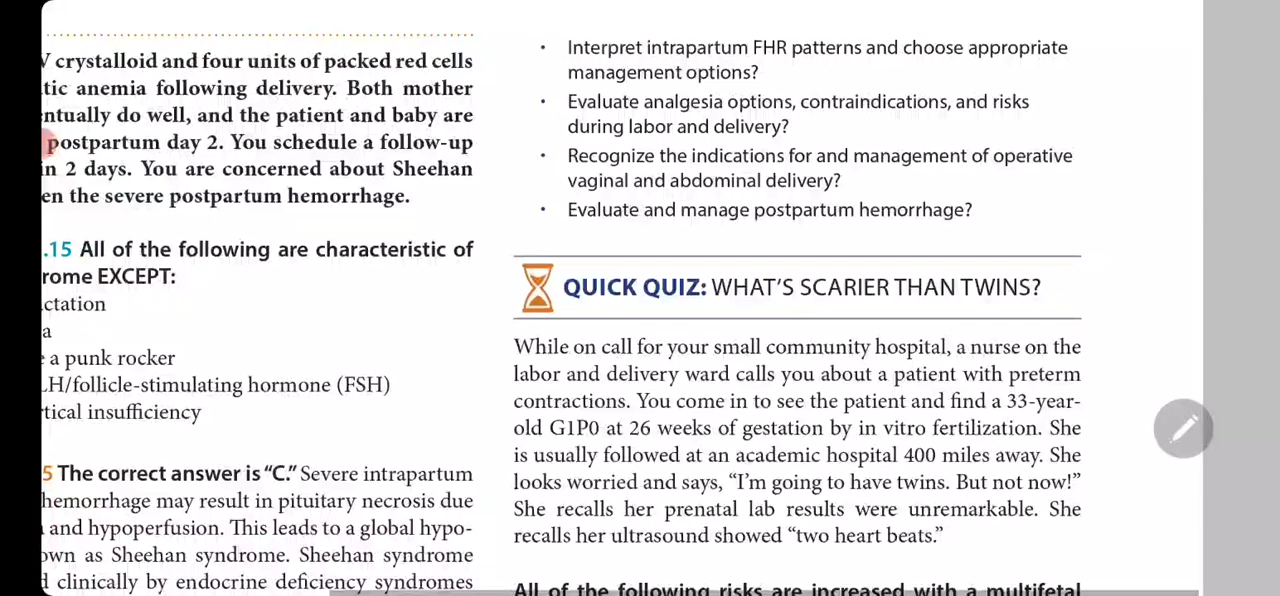 crystalloid and four units of packed red cells
tic anemia following delivery. Both mother
ntually do well, and the patient and baby are
postpartum day 2. You schedule a follow-up
in 2 days. You are concerned about Sheehan
en the severe postpartum hemorrhage.
.15 All of the following are characteristic of
rome EXCEPT:
ctation
a
a punk rocker
LH/follicle-stimulating hormone (FSH)
tical insufficiency
5 The correct answer is “C.” Severe intrapartum
hemorrhage may result in pituitary necrosis due
and hypoperfusion. This leads to a global hypo-
own as Sheehan syndrome. Sheehan syndrome
clinically by endocrine deficiency syndromes
• Interpret intrapartum FHR patterns and choose appropriate
management options?
• Evaluate analgesia options, contraindications, and risks
during labor and delivery?
• Recognize the indications for and management of operative
vaginal and abdominal delivery?
• Evaluate and manage postpartum hemorrhage?
QUICK QUIZ: WHAT’S SCARIER THAN TWINS?
While on call for your small community hospital, a nurse on the
labor and delivery ward calls you about a patient with preterm
contractions. You come in to see the patient and find a 33-year-
old G1P0 at 26 weeks of gestation by in vitro fertilization. She
is usually followed at an academic hospital 400 miles away. She
looks worried and says, “I’m going to have twins. But not now!”
She recalls her prenatal lab results were unremarkable. She
recalls her ultrasound showed “two heart beats.”
All of the following risks are increased with a multifetal